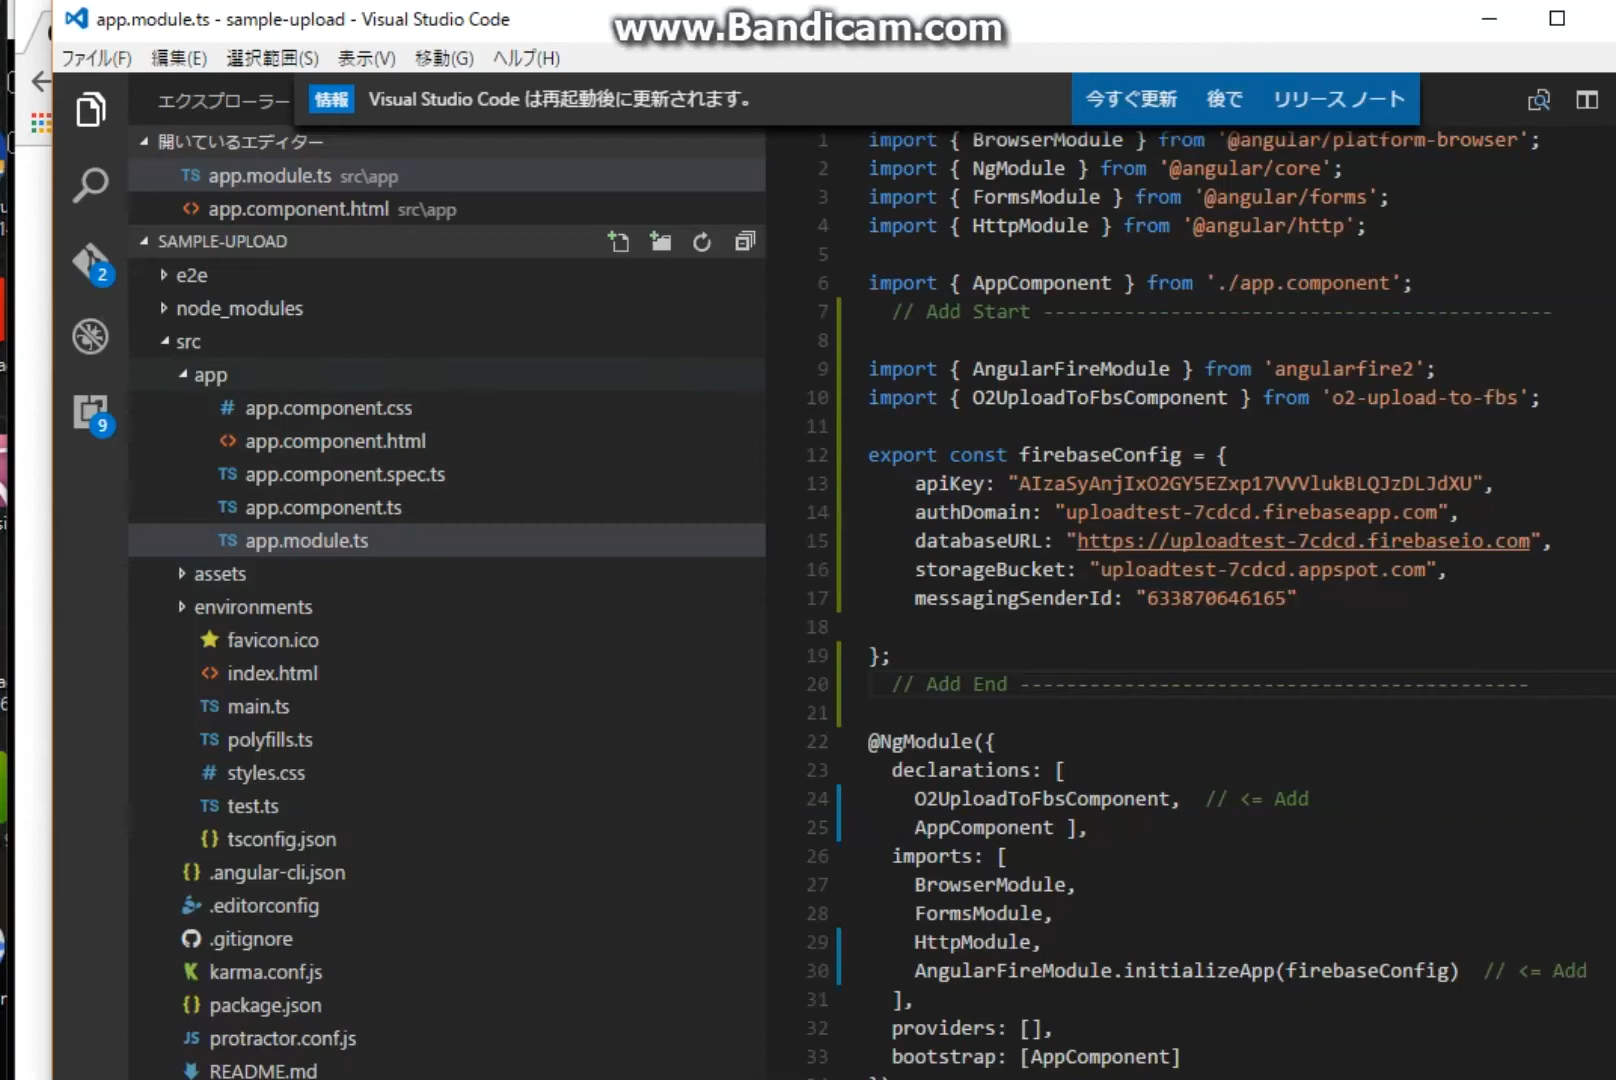 app.module.ts - sample-upload - Visual Studio Code
www.Bandicam.com
ファイル(F) 編集(E) 選択範囲(S) 表示(V) 移動(G) ヘルプ(H)
エクスプローラー
情報 Visual Studio Code は再起動後に更新されます。 今すぐ更新 後で リリース ノート
開いているエディター
TS app.module.ts src\app
<> app.component.html src\app
SAMPLE-UPLOAD
e2e
node_modules
src
app
# app.component.css
<> app.component.html
TS app.component.spec.ts
TS app.component.ts
TS app.module.ts
assets
environments
favicon.ico
<> index.html
TS main.ts
TS polyfills.ts
# styles.css
TS test.ts
{} tsconfig.json
{} .angular-cli.json
.editorconfig
.gitignore
K karma.conf.js
{} package.json
JS protractor.conf.js
README.md
2
9
1 import { BrowserModule } from '@angular/platform-browser';
2 import { NgModule } from '@angular/core';
3 import { FormsModule } from '@angular/forms';
4 import { HttpModule } from '@angular/http';
5
6 import { AppComponent } from './app.component';
7 // Add Start --------------------------------------------
8
9 import { AngularFireModule } from 'angularfire2';
10 import { O2UploadToFbsComponent } from 'o2-upload-to-fbs';
11
12 export const firebaseConfig = {
13 apiKey: "AIzaSyAnjIxO2GY5EZxp17VVVlukBLQJzDLJdXU",
14 authDomain: "uploadtest-7cdcd.firebaseapp.com",
15 databaseURL: "https://uploadtest-7cdcd.firebaseio.com",
16 storageBucket: "uploadtest-7cdcd.appspot.com",
17 messagingSenderId: "633870646165"
18
19 };
20 // Add End --------------------------------------------
21
22 @NgModule({
23 declarations: [
24 O2UploadToFbsComponent, // <= Add
25 AppComponent ],
26 imports: [
27 BrowserModule,
28 FormsModule,
29 HttpModule,
30 AngularFireModule.initializeApp(firebaseConfig) // <= Add
31 ],
32 providers: [],
33 bootstrap: [AppComponent]